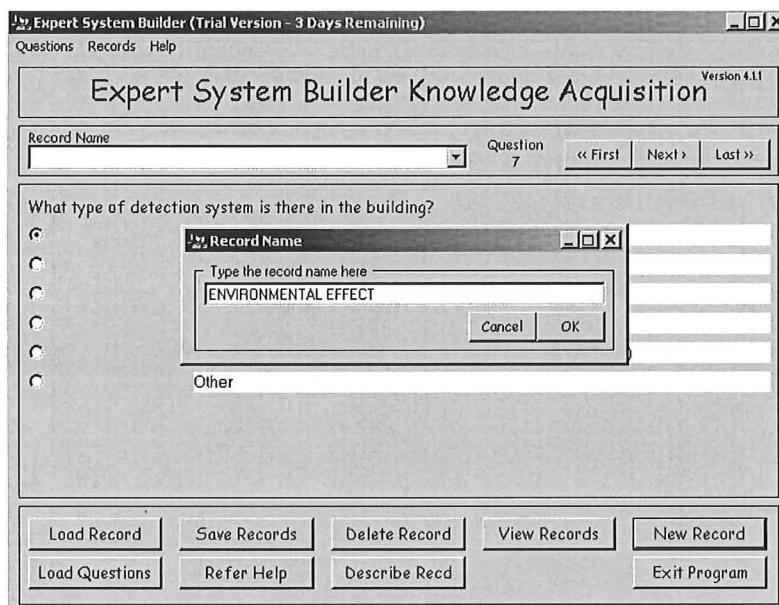 Expert System Builder (Trial Version - 3 Days Remaining)
Questions Records Help
Version 4.1.1
Expert System Builder Knowledge Acquisition
Record Name
Question
7
<< First
Next >
Last >>
What type of detection system is there in the building?
Record Name
Type the record name here
ENVIRONMENTAL EFFECT
Cancel
OK
Other
Load Record
Save Records
Delete Record
View Records
New Record
Load Questions
Refer Help
Describe Recd
Exit Program